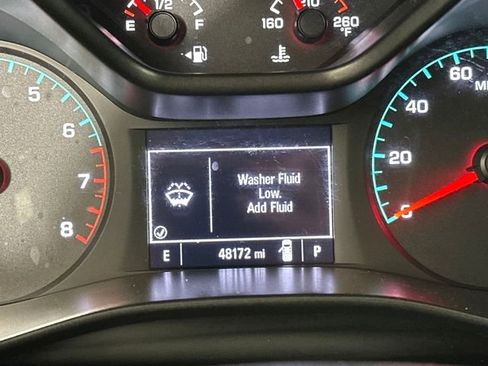 E 1/2 F
160 210 260
°F
5
6
7
8
Washer Fluid
Low.
Add Fluid
E 48172 mi P
60
40
20
0